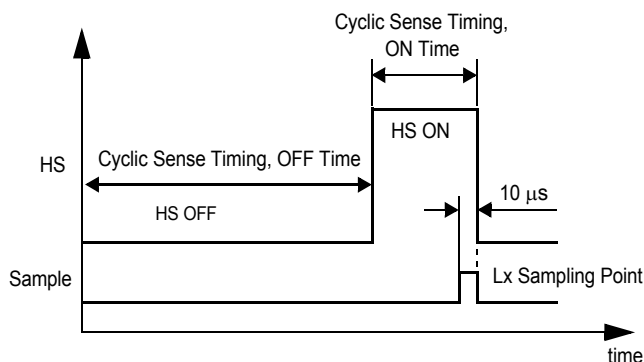 Cyclic Sense Timing,
ON Time
HS ON
HS
Cyclic Sense Timing, OFF Time
10 μs
HS OFF
Sample
Lx Sampling Point
time